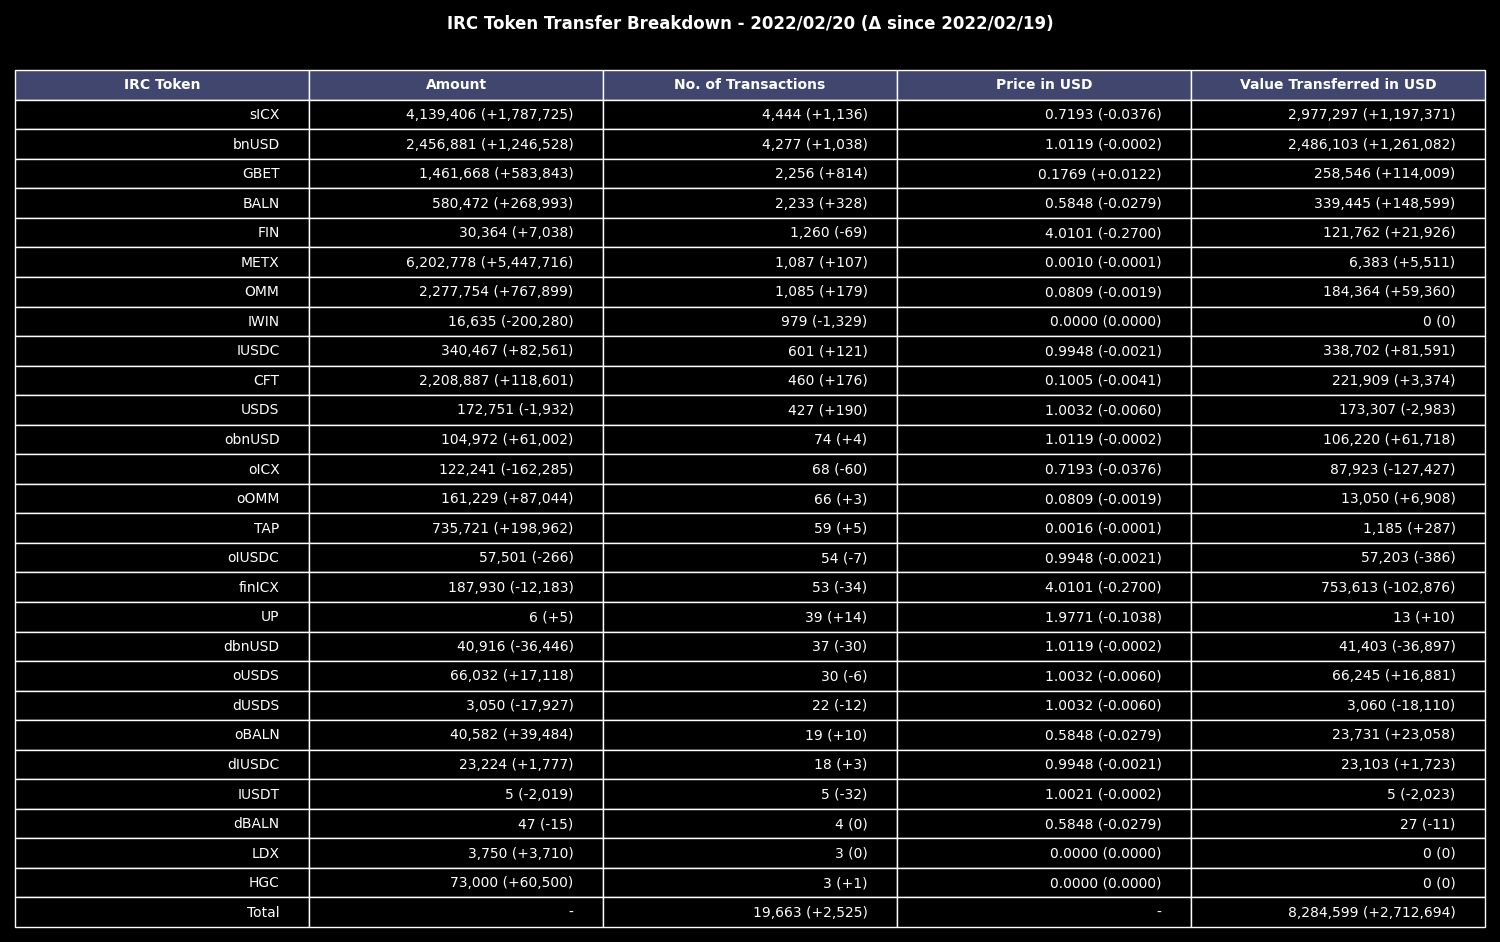 IRC Token Transfer Breakdown - 2022/02/20 (Δ since 2022/02/19)
IRC Token Amount No. of Transactions Price in USD Value Transferred in USD
sICX 4,139,406 (+1,787,725) 4,444 (+1,136) 0.7193 (-0.0376) 2,977,297 (+1,197,371)
bnUSD 2,456,881 (+1,246,528) 4,277 (+1,038) 1.0119 (-0.0002) 2,486,103 (+1,261,082)
GBET 1,461,668 (+583,843) 2,256 (+814) 0.1769 (+0.0122) 258,546 (+114,009)
BALN 580,472 (+268,993) 2,233 (+328) 0.5848 (-0.0279) 339,445 (+148,599)
FIN 30,364 (+7,038) 1,260 (-69) 4.0101 (-0.2700) 121,762 (+21,926)
METX 6,202,778 (+5,447,716) 1,087 (+107) 0.0010 (-0.0001) 6,383 (+5,511)
OMM 2,277,754 (+767,899) 1,085 (+179) 0.0809 (-0.0019) 184,364 (+59,360)
IWIN 16,635 (-200,280) 979 (-1,329) 0.0000 (0.0000) 0 (0)
IUSDC 340,467 (+82,561) 601 (+121) 0.9948 (-0.0021) 338,702 (+81,591)
CFT 2,208,887 (+118,601) 460 (+176) 0.1005 (-0.0041) 221,909 (+3,374)
USDS 172,751 (-1,932) 427 (+190) 1.0032 (-0.0060) 173,307 (-2,983)
obnUSD 104,972 (+61,002) 74 (+4) 1.0119 (-0.0002) 106,220 (+61,718)
oICX 122,241 (-162,285) 68 (-60) 0.7193 (-0.0376) 87,923 (-127,427)
oOMM 161,229 (+87,044) 66 (+3) 0.0809 (-0.0019) 13,050 (+6,908)
TAP 735,721 (+198,962) 59 (+5) 0.0016 (-0.0001) 1,185 (+287)
oIUSDC 57,501 (-266) 54 (-7) 0.9948 (-0.0021) 57,203 (-386)
finICX 187,930 (-12,183) 53 (-34) 4.0101 (-0.2700) 753,613 (-102,876)
UP 6 (+5) 39 (+14) 1.9771 (-0.1038) 13 (+10)
dbnUSD 40,916 (-36,446) 37 (-30) 1.0119 (-0.0002) 41,403 (-36,897)
oUSDS 66,032 (+17,118) 30 (-6) 1.0032 (-0.0060) 66,245 (+16,881)
dUSDS 3,050 (-17,927) 22 (-12) 1.0032 (-0.0060) 3,060 (-18,110)
oBALN 40,582 (+39,484) 19 (+10) 0.5848 (-0.0279) 23,731 (+23,058)
dIUSDC 23,224 (+1,777) 18 (+3) 0.9948 (-0.0021) 23,103 (+1,723)
IUSDT 5 (-2,019) 5 (-32) 1.0021 (-0.0002) 5 (-2,023)
dBALN 47 (-15) 4 (0) 0.5848 (-0.0279) 27 (-11)
LDX 3,750 (+3,710) 3 (0) 0.0000 (0.0000) 0 (0)
HGC 73,000 (+60,500) 3 (+1) 0.0000 (0.0000) 0 (0)
Total - 19,663 (+2,525) - 8,284,599 (+2,712,694)